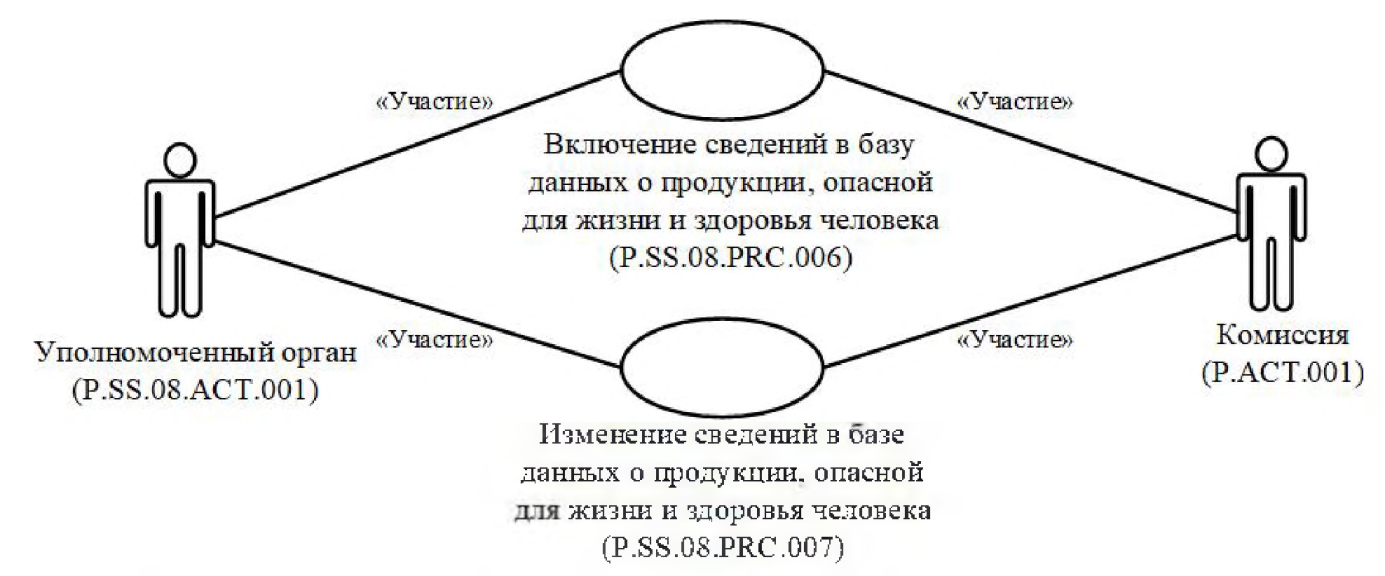 «Участие»
«Участие»
Включение сведений в базу
данных о продукции, опасной
для жизни и здоровья человека
(P.SS.08.PRC.006)
Уполномоченный орган
(P.SS.08.ACT.001)
«Участие»
«Участие»
Комиссия
(P.ACT.001)
Изменение сведений в базе
данных о продукции, опасной
для жизни и здоровья человека
(P.SS.08.PRC.007)